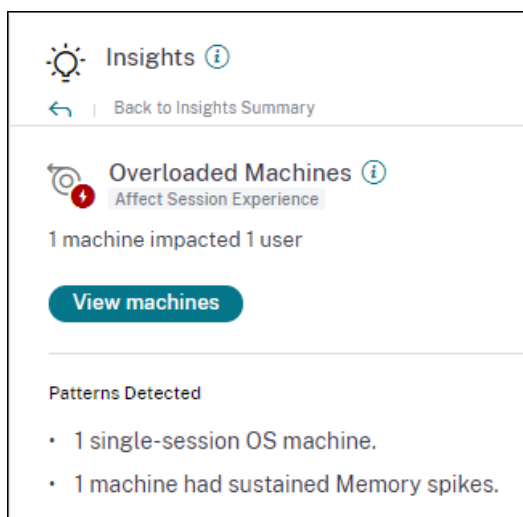 Insights
Back to Insights Summary
Overloaded Machines
Affect Session Experience
1 machine impacted 1 user
View machines
Patterns Detected
• 1 single-session OS machine.
• 1 machine had sustained Memory spikes.